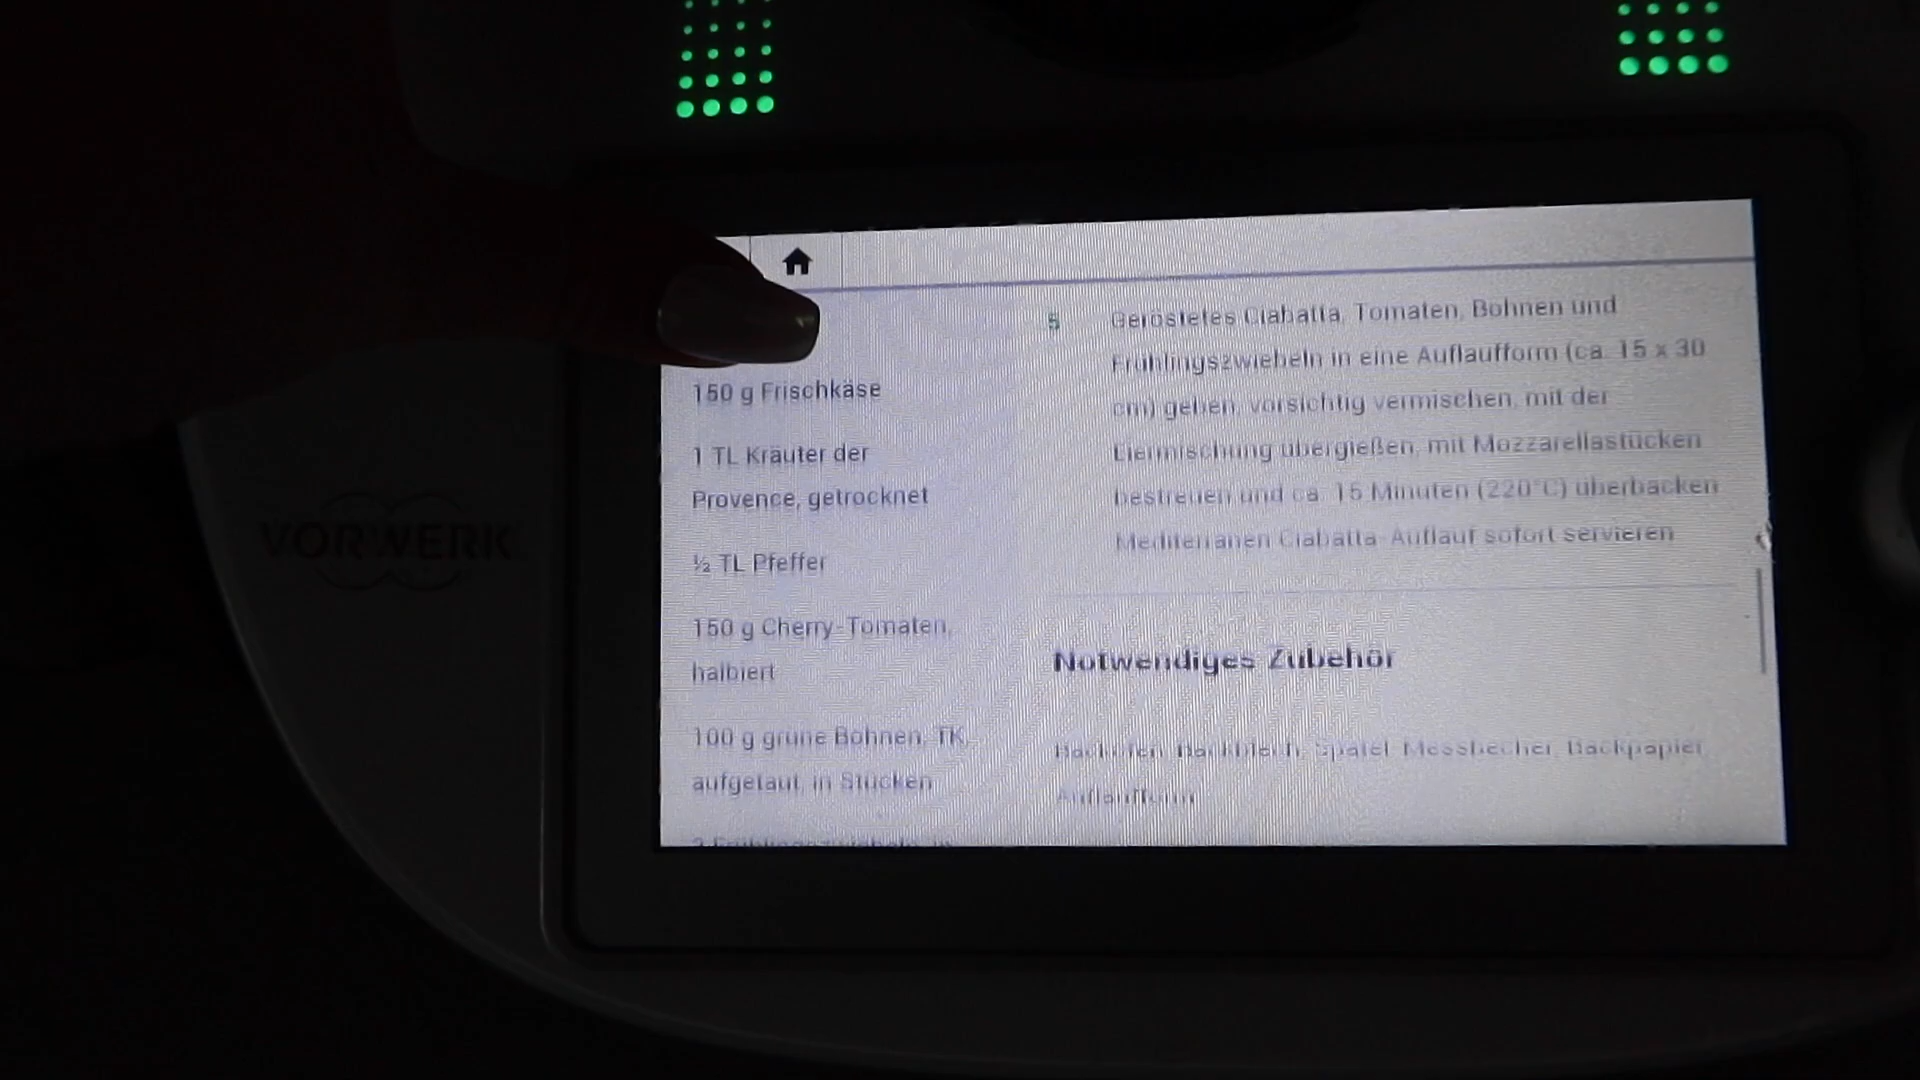 VORWERK
150 g Frischkäse
1 TL Kräuter der
Provence, getrocknet
½ TL Pfeffer
150 g Cherry-Tomaten,
halbiert
100 g grüne Bohnen, TK,
aufgetaut, in Stücken
2 Frühlingszwiebeln, in
5
Geröstetes Ciabatta, Tomaten, Bohnen und
Frühlingszwiebeln in eine Auflaufform (ca. 15 x 30
cm) geben, vorsichtig vermischen, mit der
Eiermischung übergießen, mit Mozzarellastücken
bestreuen und ca. 15 Minuten (220°C) überbacken.
Mediterranen Ciabatta-Auflauf sofort servieren.
Notwendiges Zubehör
Backofen, Backblech, Spatel, Messbecher, Backpapier,
Auflaufform